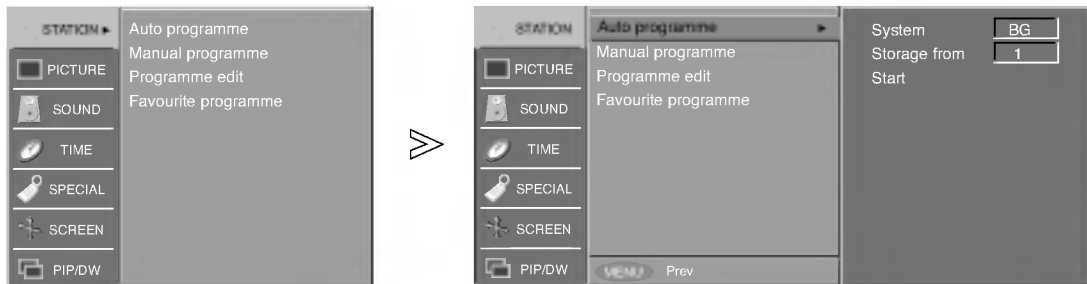 STATION
Auto programme
Manual programme
Programme edit
Favourite programme
PICTURE
SOUND
TIME
SPECIAL
SCREEN
PIP/DW
STATION
Auto programme
Manual programme
Programme edit
Favourite programme
PICTURE
SOUND
TIME
SPECIAL
SCREEN
PIP/DW
MENU Prev
System BG
Storage from 1
Start